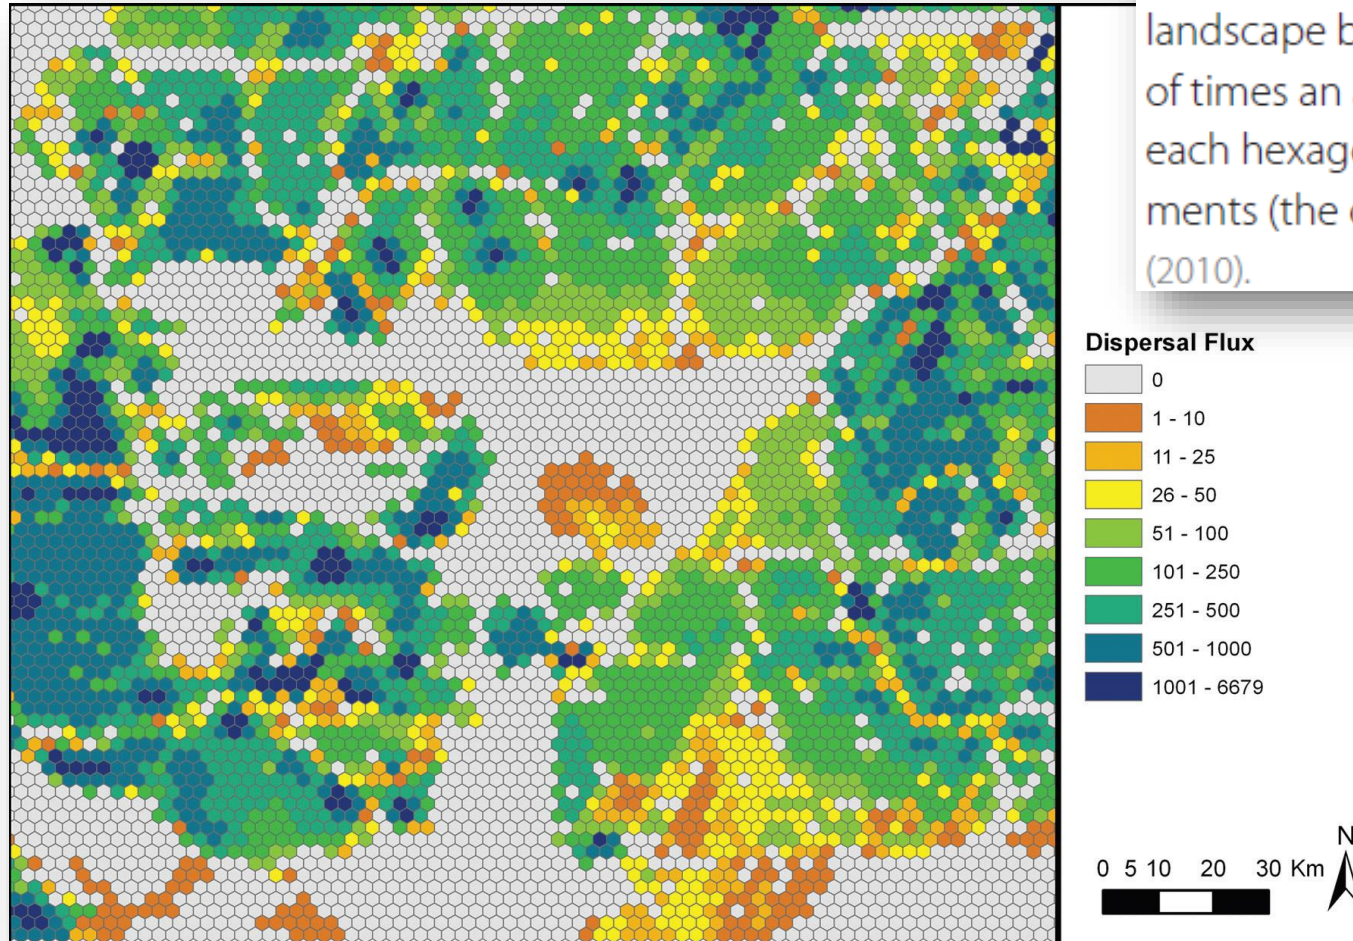 landscape b
of times an
each hexag
ments (the
(2010).
Dispersal Flux
0
1 - 10
11 - 25
26 - 50
51 - 100
101 - 250
251 - 500
501 - 1000
1001 - 6679
N
0 5 10 20 30 Km